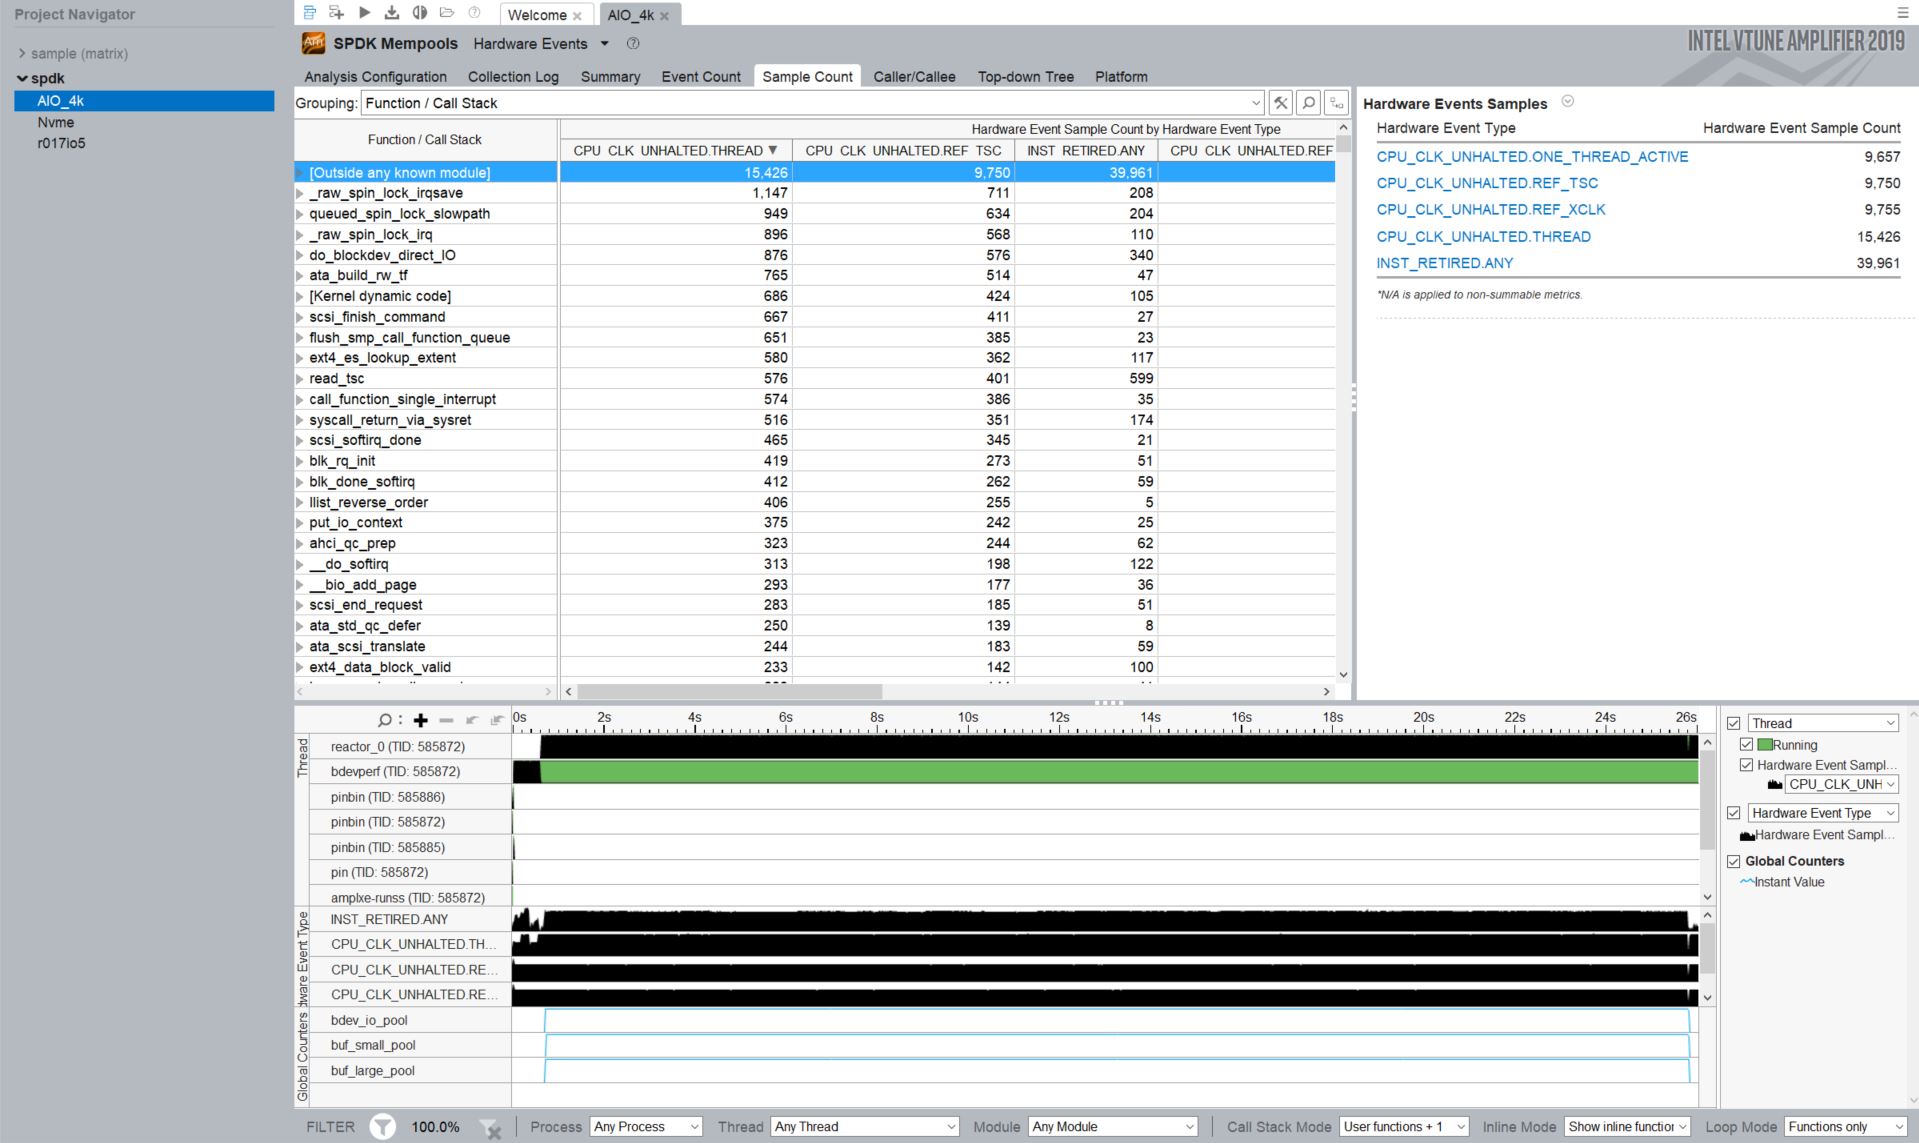 Project Navigator
sample (matrix)
spdk
AIO_4k
Nvme
r017io5
Welcome
AIO_4k
Am
SPDK Mempools Hardware Events
INTEL VTUNE AMPLIFIER 2019
Analysis Configuration Collection Log Summary Event Count Sample Count Caller/Callee Top-down Tree Platform
Grouping: Function / Call Stack
Function / Call Stack
Hardware Event Sample Count by Hardware Event Type
CPU_CLK_UNHALTED.THREAD▼ CPU_CLK_UNHALTED.REF_TSC INST_RETIRED.ANY CPU_CLK_UNHALTED.REF
[Outside any known module] 15,426 9,750 39,961
_raw_spin_lock_irqsave 1,147 711 208
queued_spin_lock_slowpath 949 634 204
_raw_spin_lock_irq 896 568 110
do_blockdev_direct_IO 876 576 340
ata_build_rw_tf 765 514 47
[Kernel dynamic code] 686 424 105
scsi_finish_command 667 411 27
flush_smp_call_function_queue 651 385 23
ext4_es_lookup_extent 580 362 117
read_tsc 576 401 599
call_function_single_interrupt 574 386 35
syscall_return_via_sysret 516 351 174
scsi_softirq_done 465 345 21
blk_rq_init 419 273 51
blk_done_softirq 412 262 59
llist_reverse_order 406 255 5
put_io_context 375 242 25
ahci_qc_prep 323 244 62
__do_softirq 313 198 122
__bio_add_page 293 177 36
scsi_end_request 283 185 51
ata_std_qc_defer 250 139 8
ata_scsi_translate 244 183 59
ext4_data_block_valid 233 142 100
Hardware Events Samples
Hardware Event Type Hardware Event Sample Count
CPU_CLK_UNHALTED.ONE_THREAD_ACTIVE 9,657
CPU_CLK_UNHALTED.REF_TSC 9,750
CPU_CLK_UNHALTED.REF_XCLK 9,755
CPU_CLK_UNHALTED.THREAD 15,426
INST_RETIRED.ANY 39,961
*N/A is applied to non-summable metrics.
0s 2s 4s 6s 8s 10s 12s 14s 16s 18s 20s 22s 24s 26s
Thread
reactor_0 (TID: 585872)
bdevperf (TID: 585872)
pinbin (TID: 585886)
pinbin (TID: 585872)
pinbin (TID: 585885)
pin (TID: 585872)
amplxe-runss (TID: 585872)
dware Event Type
INST_RETIRED.ANY
CPU_CLK_UNHALTED.TH...
CPU_CLK_UNHALTED.RE...
CPU_CLK_UNHALTED.RE...
Global Counters
bdev_io_pool
buf_small_pool
buf_large_pool
Thread
Running
Hardware Event Sampl...
CPU_CLK_UNH
Hardware Event Type
Hardware Event Sampl...
Global Counters
Instant Value
FILTER 100.0% Process Any Process Thread Any Thread Module Any Module Call Stack Mode User functions + 1 Inline Mode Show inline functior Loop Mode Functions only